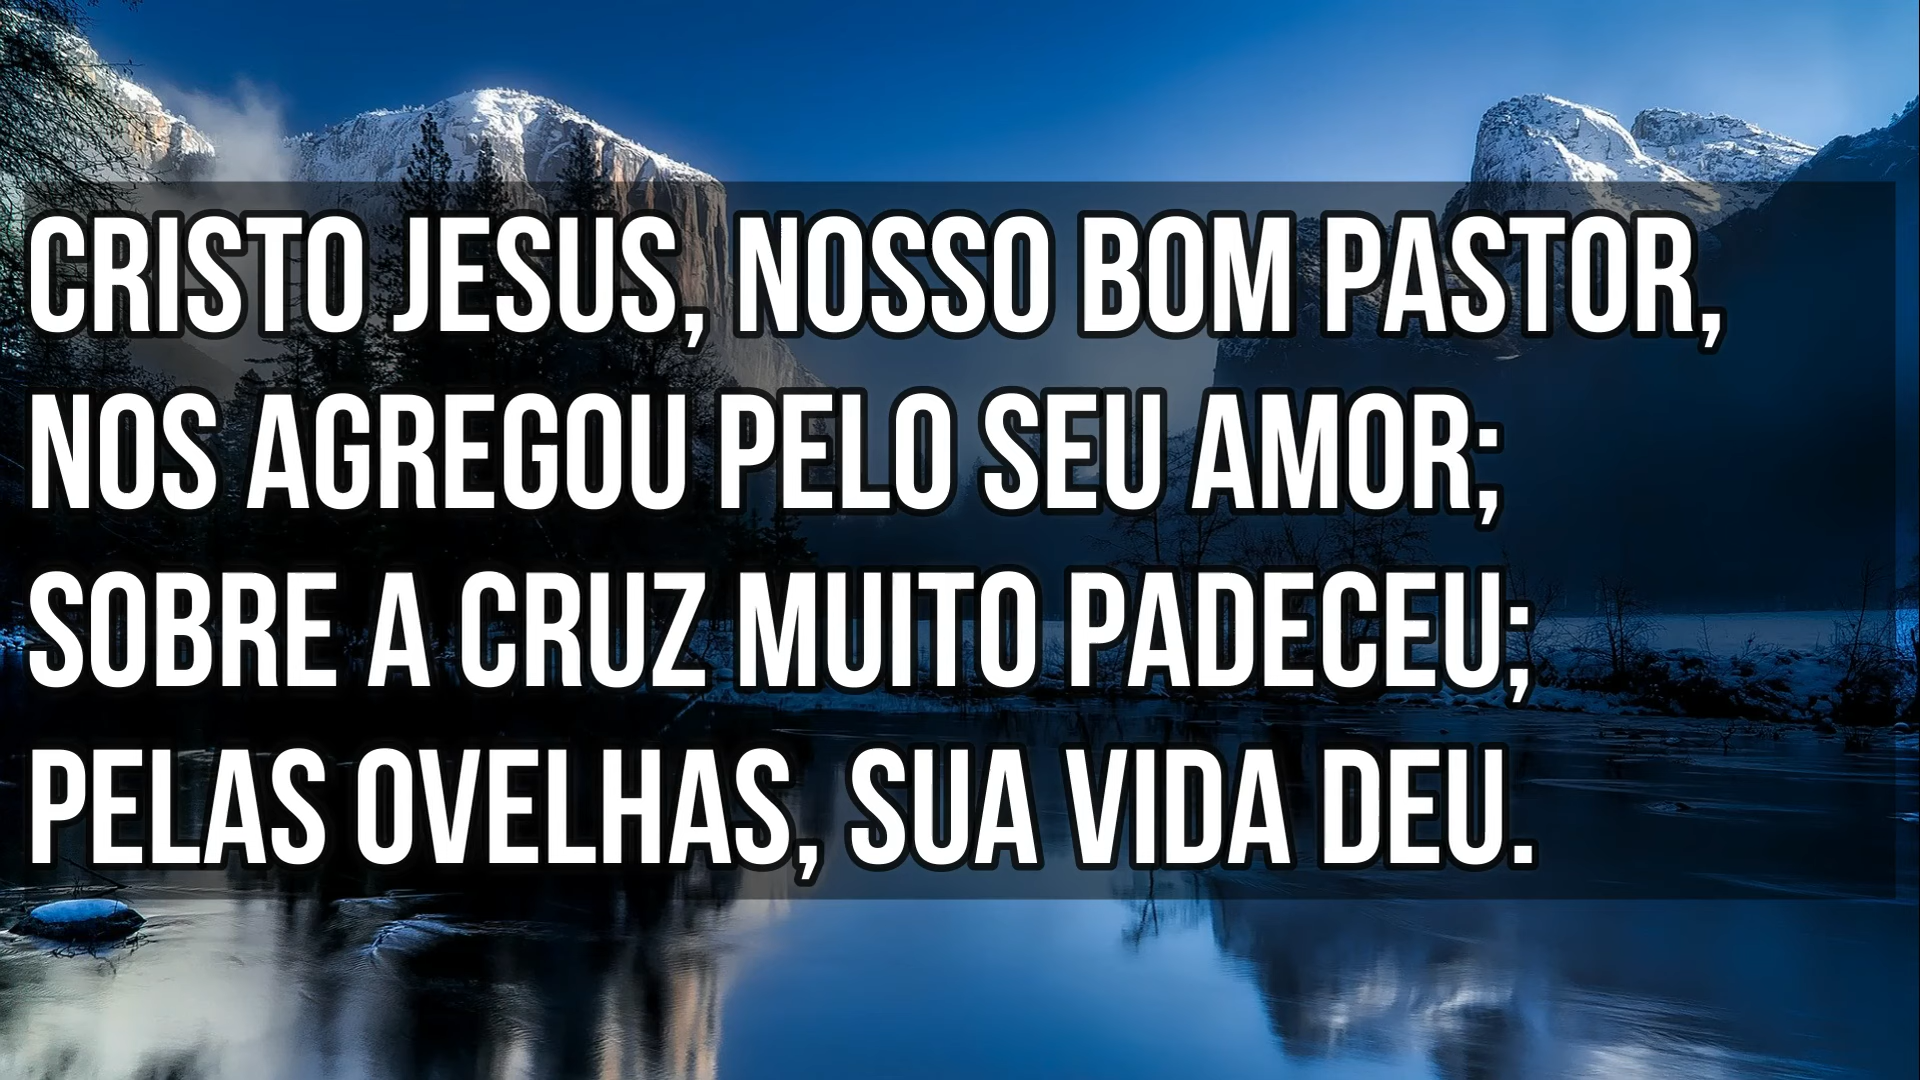 CRISTO JESUS, NOSSO BOM PASTOR,
NOS AGREGOU PELO SEU AMOR;
SOBRE A CRUZ MUITO PADECEU;
PELAS OVELHAS, SUA VIDA DEU.